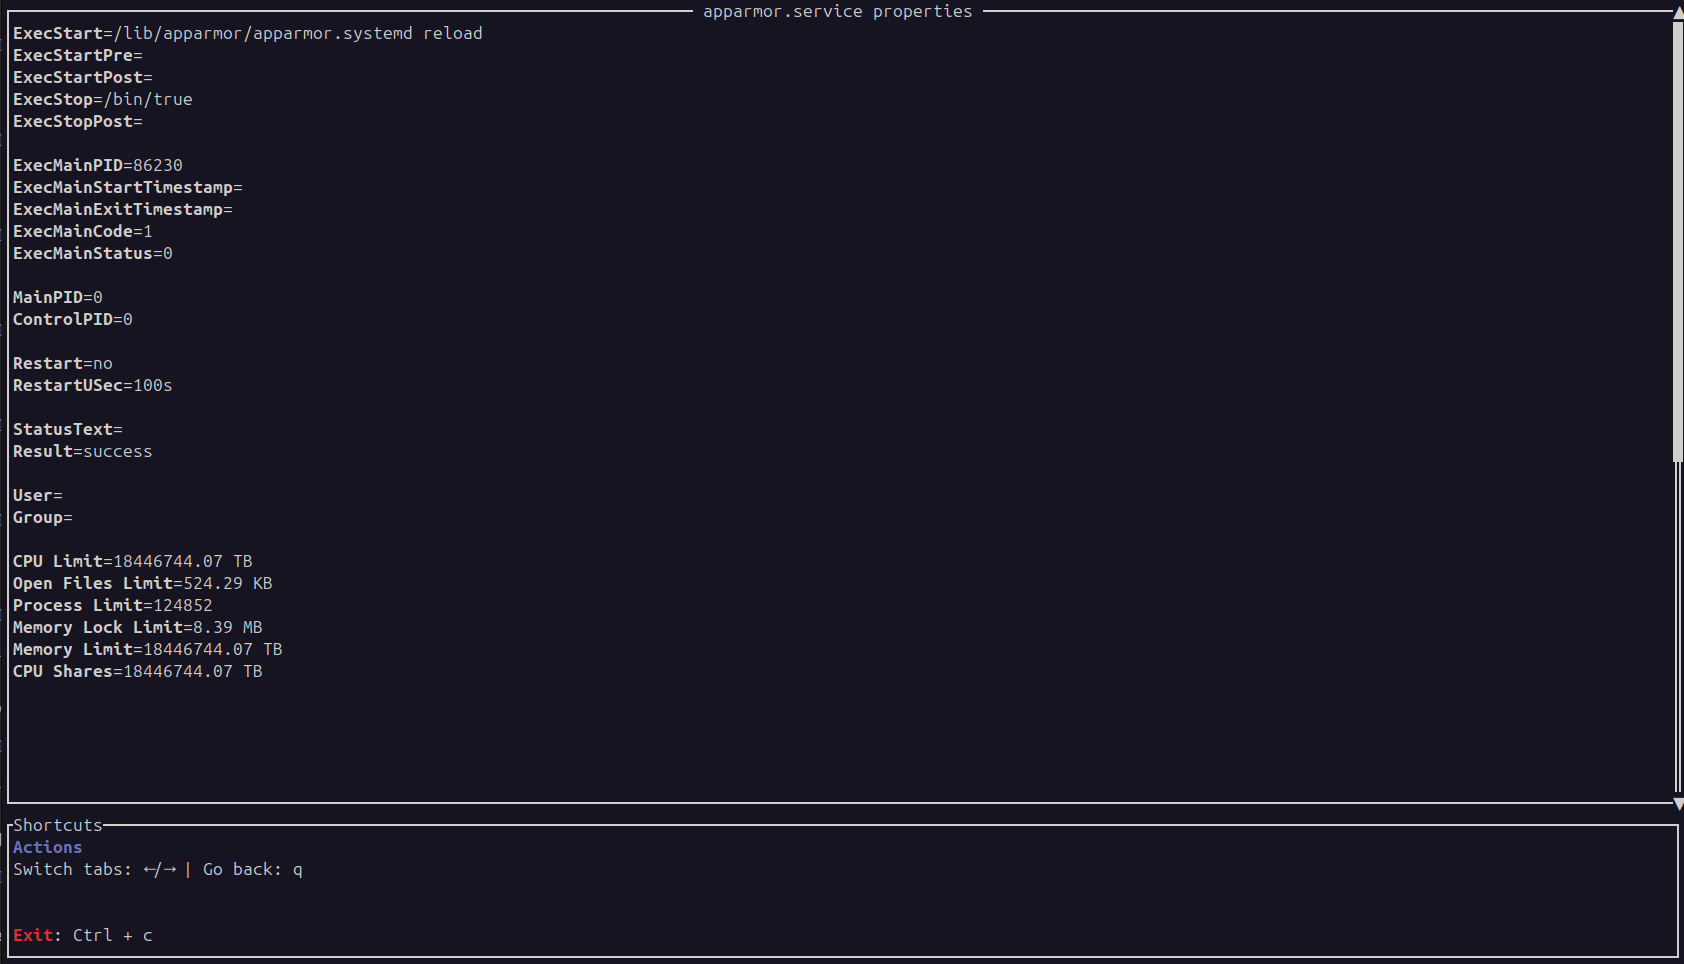 apparmor.service properties
ExecStart=/lib/apparmor/apparmor.systemd reload
ExecStartPre=
ExecStartPost=
ExecStop=/bin/true
ExecStopPost=
ExecMainPID=86230
ExecMainStartTimestamp=
ExecMainExitTimestamp=
ExecMainCode=1
ExecMainStatus=0
MainPID=0
ControlPID=0
Restart=no
RestartUSec=100s
StatusText=
Result=success
User=
Group=
CPU Limit=18446744.07 TB
Open Files Limit=524.29 KB
Process Limit=124852
Memory Lock Limit=8.39 MB
Memory Limit=18446744.07 TB
CPU Shares=18446744.07 TB
Shortcuts
Actions
Switch tabs: ←/→ | Go back: q
Exit: Ctrl + c